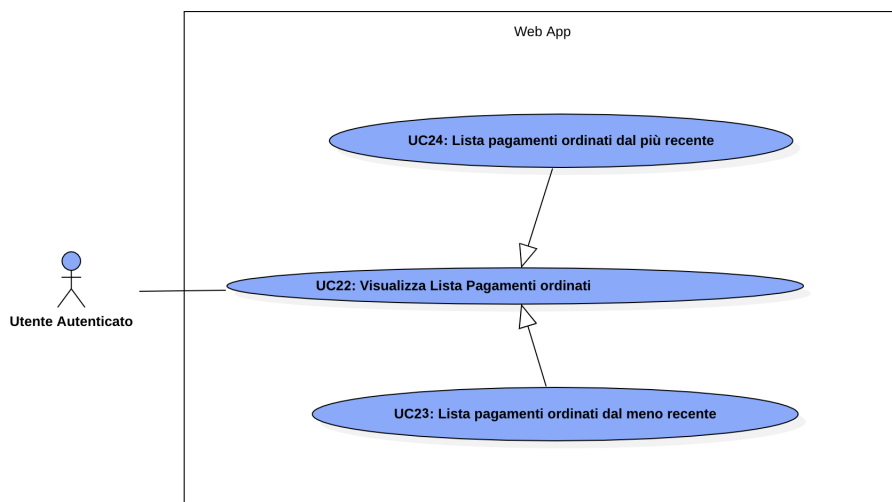 Web App
UC24: Lista pagamenti ordinati dal più recente
UC22: Visualizza Lista Pagamenti ordinati
Utente Autenticato
UC23: Lista pagamenti ordinati dal meno recente